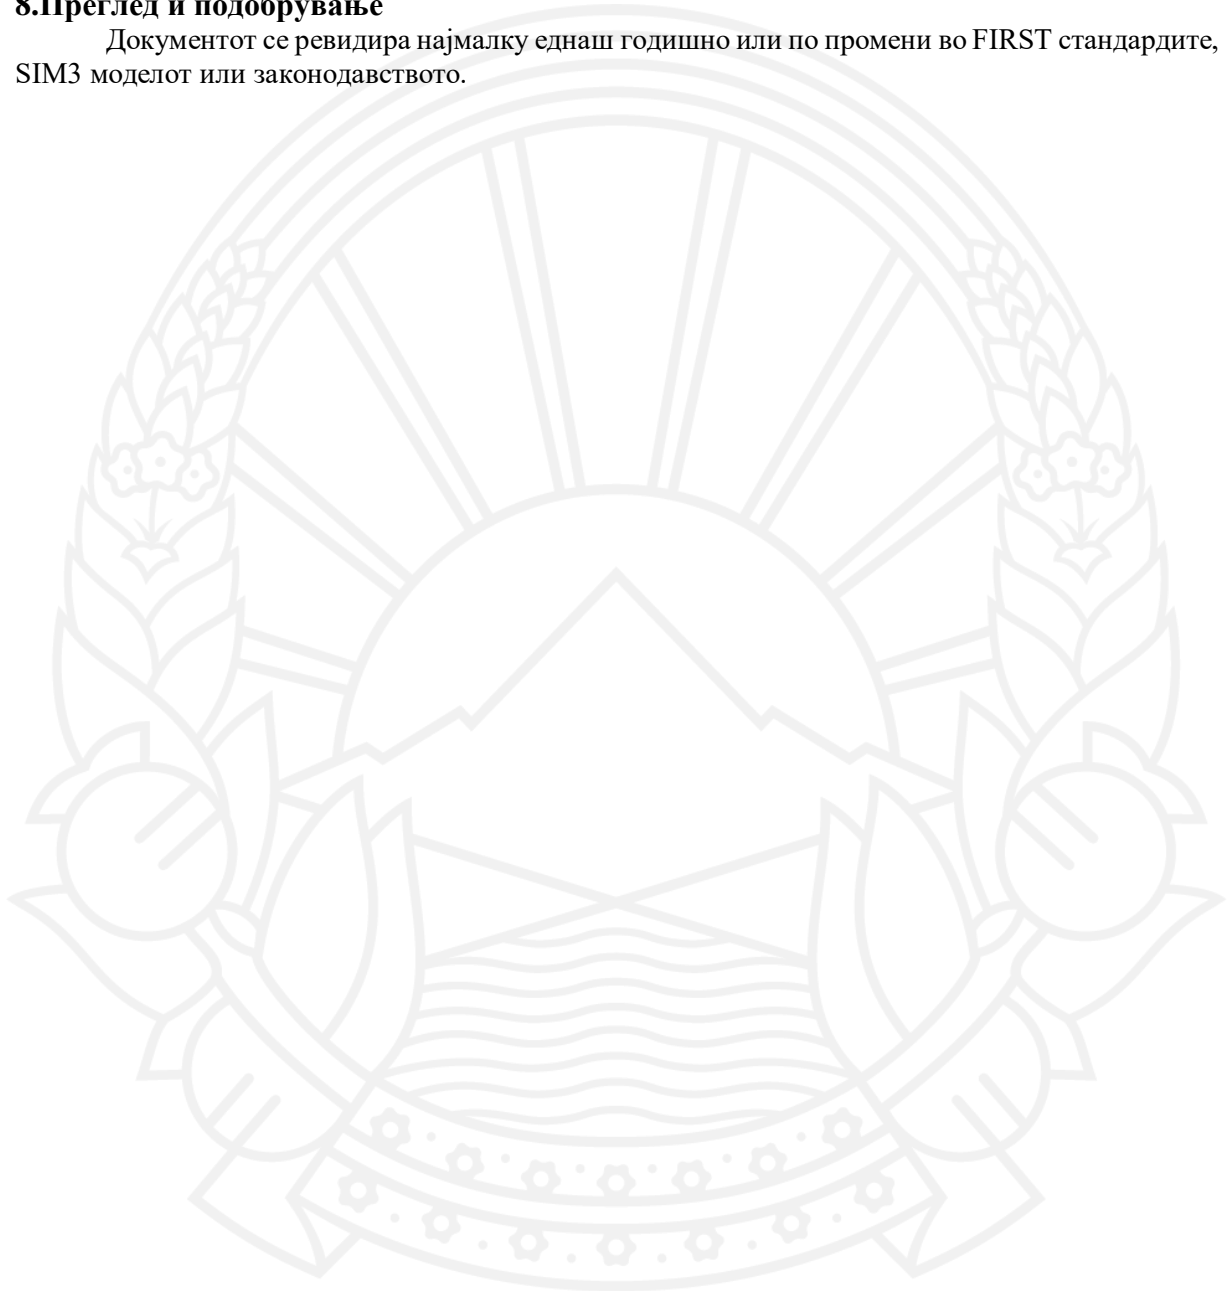 8.Преглед и подобрување
Документот се ревидира најмалку еднаш годишно или по промени во FIRST стандардите,
SIM3 моделот или законодавството.